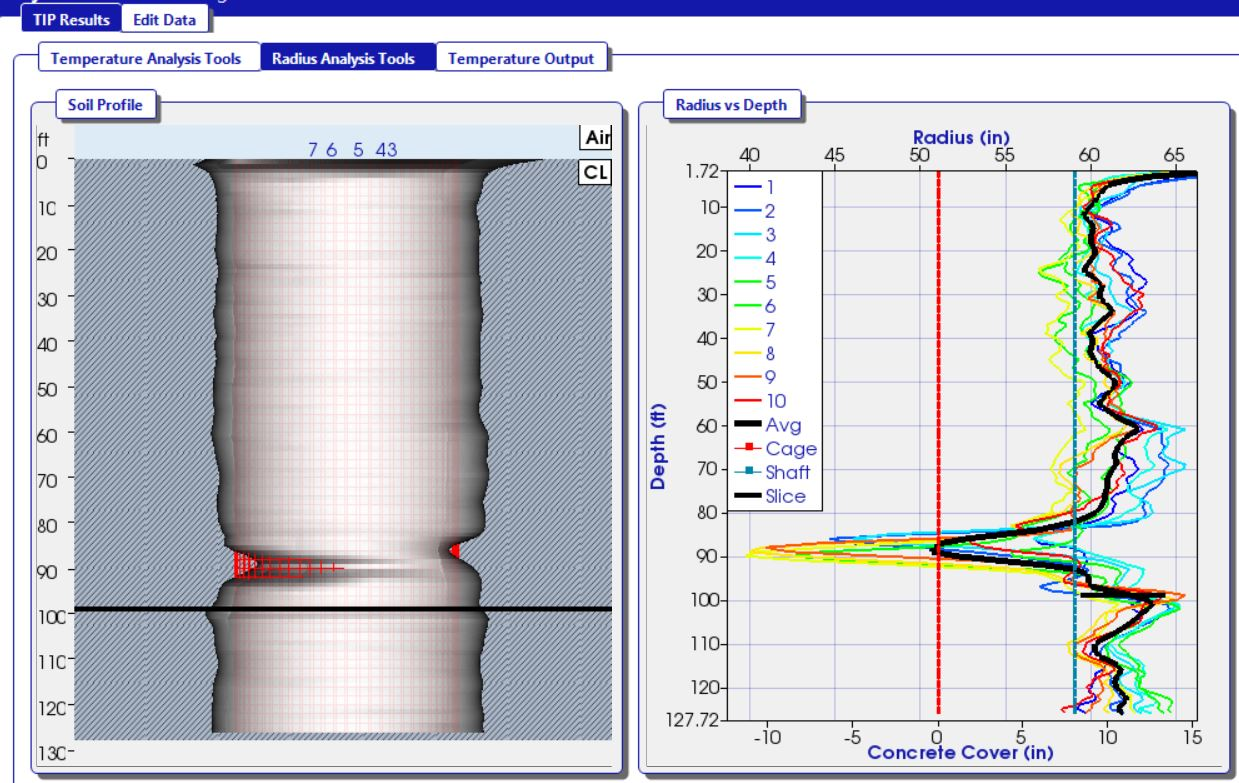 TIP Results Edit Data
Temperature Analysis Tools Radius Analysis Tools Temperature Output
Soil Profile
ft
Air
7 6 5 43
0
CL
10
20
30
40
50
60
70
80
90
100
110
120
130
Radius vs Depth
Radius (in)
40 45 50 55 60 65
1.72
10
20
30
40
50
60
70
80
90
100
110
120
127.72
Depth (ft)
1
2
3
4
5
6
7
8
9
10
Avg
Cage
Shaft
Slice
-10 -5 0 5 10 15
Concrete Cover (in)